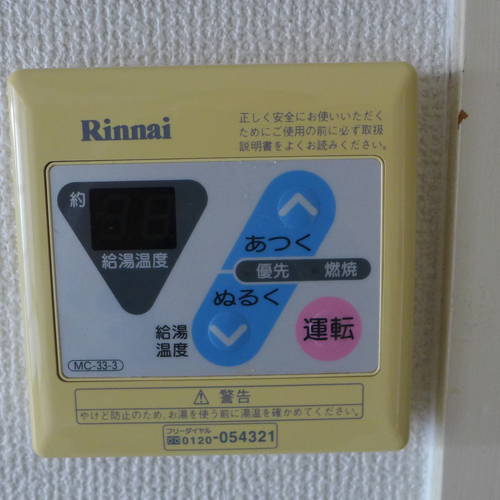 Rinnai
正しく安全にお使いいただく
ためにご使用の前に必ず取扱
説明書をよくお読みください。
約
給湯温度
あつく
優先 燃焼
ぬるく
給湯
温度
運転
MC-33-3
⚠ 警告
やけど防止のため、お湯を使う前に湯温を確かめてください。
フリーダイヤル
0120-054321